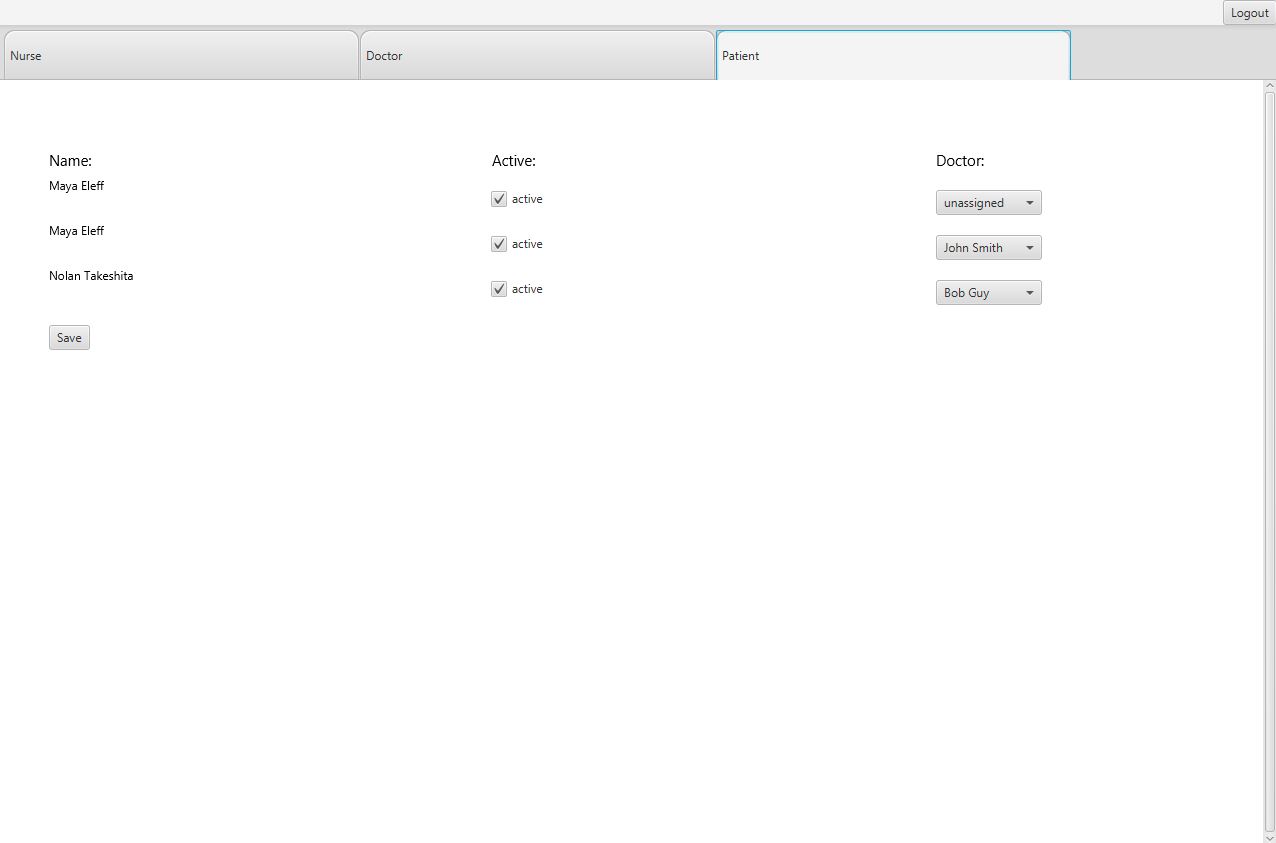 Logout
Nurse Doctor Patient
Name: Active: Doctor:
Maya Eleff active unassigned
Maya Eleff active John Smith
Nolan Takeshita active Bob Guy
Save